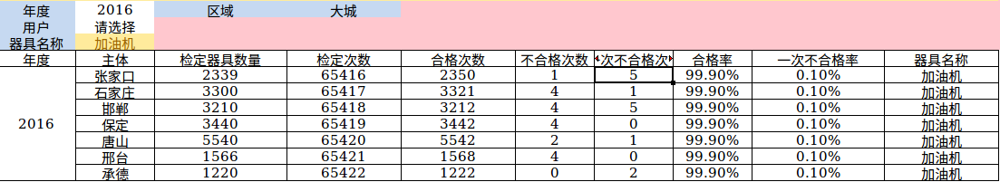 年度 2016 区域 大城
用户 请选择
器具名称 加油机
年度 主体 检定器具数量 检定次数 合格次数 不合格次数 次不合格次 合格率 一次不合格率 器具名称
张家口 2339 65416 2350 1 5 99.90% 0.10% 加油机
石家庄 3300 65417 3321 4 1 99.90% 0.10% 加油机
邯郸 3210 65418 3212 4 5 99.90% 0.10% 加油机
2016 保定 3440 65419 3442 4 0 99.90% 0.10% 加油机
唐山 5540 65420 5542 2 1 99.90% 0.10% 加油机
邢台 1566 65421 1568 4 0 99.90% 0.10% 加油机
承德 1220 65422 1222 0 2 99.90% 0.10% 加油机